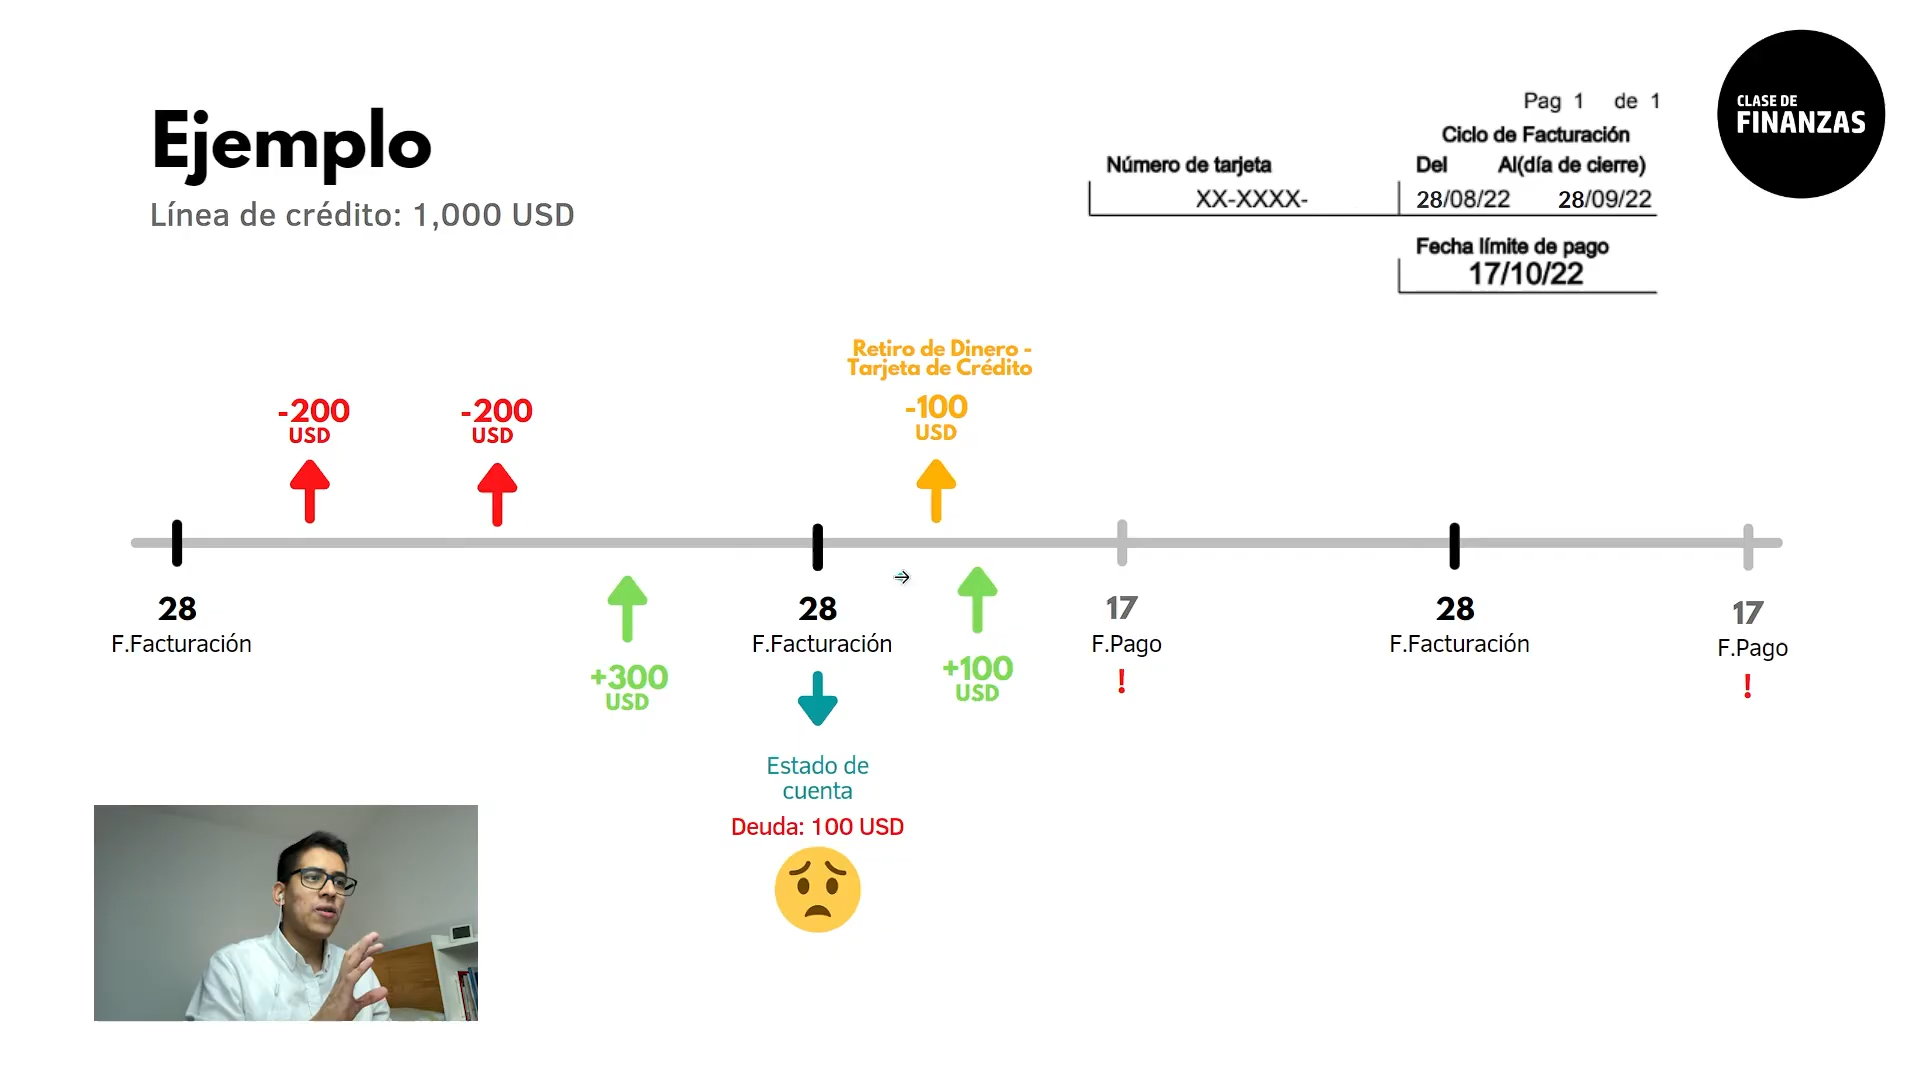 Ejemplo
Línea de crédito: 1,000 USD
Pag 1 de 1
Ciclo de Facturación
Número de tarjeta Del Al(día de cierre)
XX-XXXX- 28/08/22 28/09/22
Fecha límite de pago
17/10/22
CLASE DE
FINANZAS
Retiro de Dinero -
Tarjeta de Crédito
-200
USD
-200
USD
-100
USD
28
F.Facturación
28
F.Facturación
17
F.Pago
!
28
F.Facturación
17
F.Pago
!
+300
USD
+100
USD
Estado de
cuenta
Deuda: 100 USD